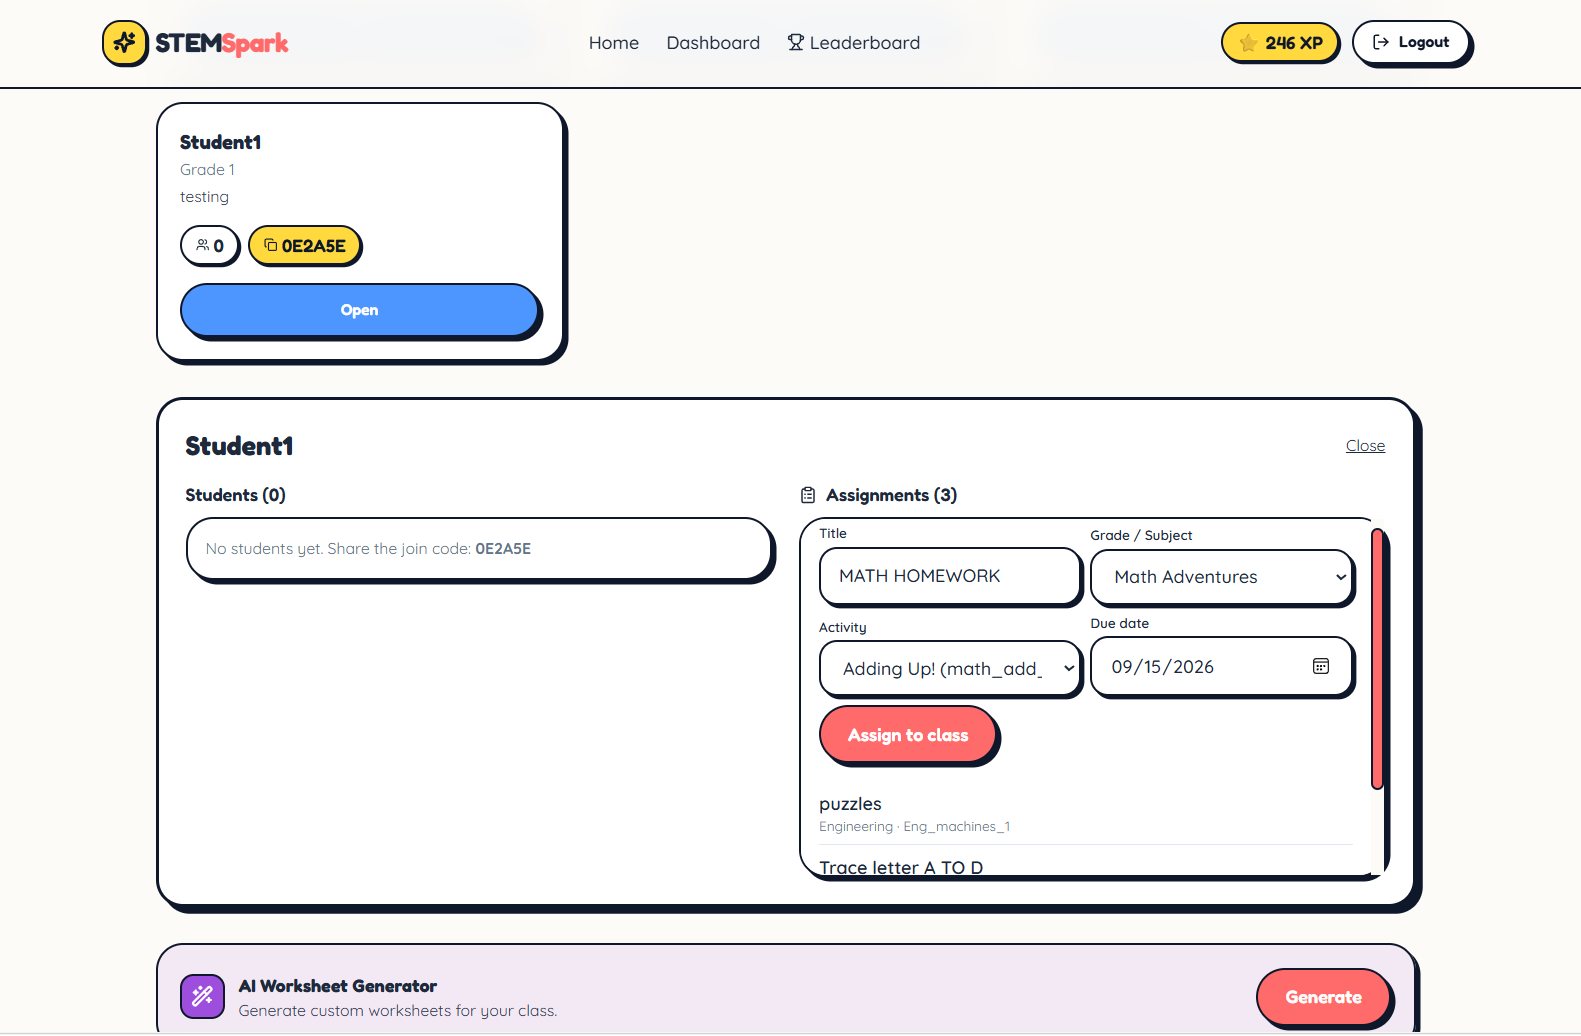 STEMSpark
Home
Dashboard
Leaderboard
246 XP
Logout
Student1
Grade 1
testing
0
0E2A5E
Open
Student1
Close
Students (0)
No students yet. Share the join code: 0E2A5E
Assignments (3)
Title
Grade / Subject
MATH HOMEWORK
Math Adventures
Activity
Due date
Adding Up! (math_add_
09/15/2026
Assign to class
puzzles
Engineering · Eng_machines_1
Trace letter A TO D
AI Worksheet Generator
Generate custom worksheets for your class.
Generate